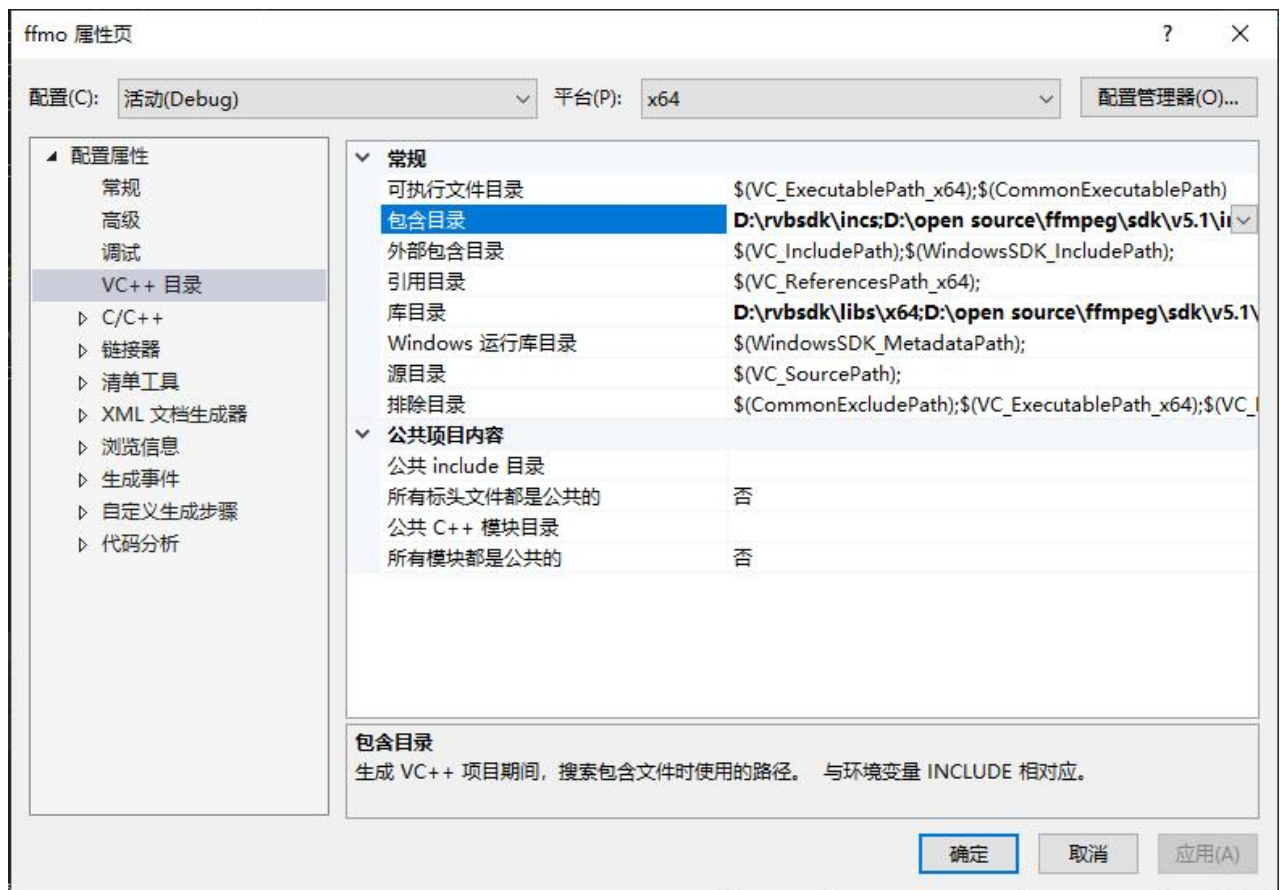 ffmo 属性页
配置(C): 活动(Debug) 平台(P): x64 配置管理器(O)...
配置属性
常规
高级
调试
VC++ 目录
C/C++
链接器
清单工具
XML 文档生成器
浏览信息
生成事件
自定义生成步骤
代码分析
常规
可执行文件目录 $(VC_ExecutablePath_x64);$(CommonExecutablePath)
包含目录 D:\rvbsdk\incs;D:\open source\ffmpeg\sdk\v5.1\
外部包含目录 $(VC_IncludePath);$(WindowsSDK_IncludePath);
引用目录 $(VC_ReferencesPath_x64);
库目录 D:\rvbsdk\libs\x64;D:\open source\ffmpeg\sdk\v5.1\
Windows 运行库目录 $(WindowsSDK_MetadataPath);
源目录 $(VC_SourcePath);
排除目录 $(CommonExcludePath);$(VC_ExecutablePath_x64);$(VC_
公共项目内容
公共 include 目录
所有标头文件都是公共的 否
公共 C++ 模块目录
所有模块都是公共的 否
包含目录
生成 VC++ 项目期间，搜索包含文件时使用的路径。 与环境变量 INCLUDE 相对应。
确定 取消 应用(A)